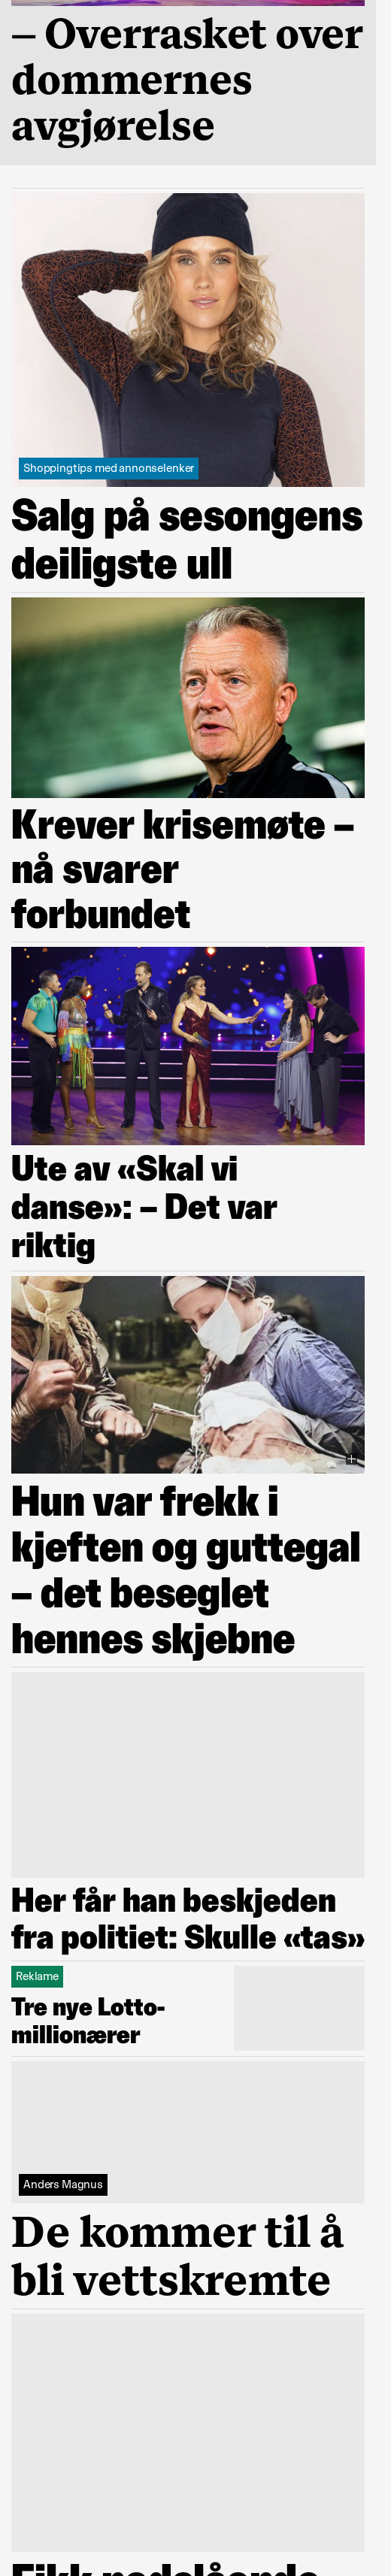 – Overrasket over
dommernes
avgjørelse
Shoppingtips med annonselenker
Salg på sesongens
deiligste ull
Krever krisemøte –
nå svarer
forbundet
Ute av «Skal vi
danse»: – Det var
riktig
Hun var frekk i
kjeften og guttegal
– det beseglet
hennes skjebne
Her får han beskjeden
fra politiet: Skulle «tas»
Reklame
Tre nye Lotto-
millionærer
Anders Magnus
De kommer til å
bli vettskremte